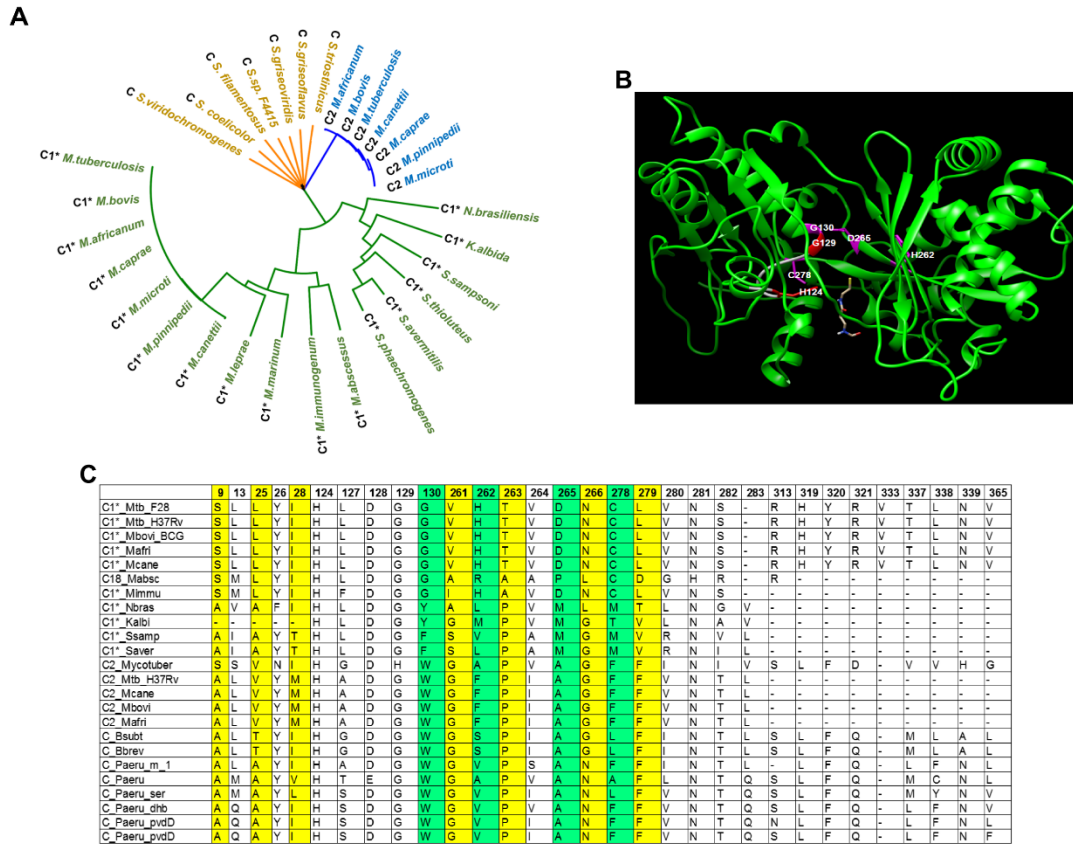 A
C S.viridochromogenes
C S. coelicolor
C S. filamentosus
C S.sp. F4415
C S.griseoviridis
C S.griseoflavus
C S.triostinicus
C2 M.africanum
C2 M.bovis
C2 M.tuberculosis
C2 M.canettii
C2 M.caprae
C2 M.pinnipedii
C2 M.microti
C1* N.brasiliensis
C1* K.albida
C1* S.sampsoni
C1* S.thioluteus
C1* S.avermitilis
C1* S.phaechromogenes
C1* M.abscessus
C1* M.immunogenum
C1* M.marinum
C1* M.leprae
C1* M.canettii
C1* M.pinnipedii
C1* M.microti
C1* M.caprae
C1* M.africanum
C1* M.bovis
C1* M.tuberculosis
B
G130
G129
D265
H262
C278
H124
C
9 13 25 26 28 124 127 128 129 130 261 262 263 264 265 266 278 279 280 281 282 283 313 319 320 321 333 337 338 339 365
C1*_Mtb_F28 S L L Y I H L D G G V H T V D N C L V N S - R H Y R V T L N V
C1*_Mtb_H37Rv S L L Y I H L D G G V H T V D N C L V N S - R H Y R V T L N V
C1*_Mbovi_BCG S L L Y I H L D G G V H T V D N C L V N S - R H Y R V T L N V
C1*_Mafri S L L Y I H L D G G V H T V D N C L V N S - R H Y R V T L N V
C1*_Mcane S L L Y I H L D G G V H T V D N C L V N S - R H Y R V T L N V
C18_Mabsc S M L Y I H L D G G A R A A P L C D G H R - R - - - - - - - -
C1*_Mimmu S M L Y I H F D G G I H A V D N C L V N S - - - - - - - - - -
C1*_Nbras A V A F I H L D G Y A L P V M L M T L N G V - - - - - - - - -
C1*_Kalbi - - - - - H L D G Y G M P V M G T V L N A V - - - - - - - - -
C1*_Ssamp A I A Y T H L D G F S V P A M G M V R N V L - - - - - - - - -
C1*_Saver A I A Y T H L D G F S L P A M G M V R N I L - - - - - - - - -
C2_Mycotuber S S V N I H G D H W G A P V A G F F I N I V S L F D - V V H G
C2_Mtb_H37Rv A L V Y M H A D G W G F P I A G F F V N T L - - - - - - - - -
C2_Mcane A L V Y M H A D G W G F P I A G F F V N T L - - - - - - - - -
C2_Mbovi A L V Y M H A D G W G F P I A G F F V N T L - - - - - - - - -
C2_Mafri A L V Y M H A D G W G F P I A G F F V N T L - - - - - - - - -
C_Bsubt A L T Y I H G D G W G S P I A G L F I N T L S L F Q - M L A L
C_Bbrev A L T Y I H G D G W G S P I A G L F I N T L S L F Q - M L A L
C_Paeru_m_1 A L A Y I H A D G W G V P S A N F F I N T L - L F Q - L F N L
C_Paeru A M A Y V H T E G W G A P V A N A F L N T Q S L F Q - M C N L
C_Paeru_ser A M A Y L H S D G W G V P I A N L F V N T Q S L F Q - M Y N V
C_Paeru_dhb A Q A Y I H S D G W G V P V A N F F V N T Q S L F Q - L F N V
C_Paeru_pvdD A Q A Y I H S D G W G V P I A N F F V N T Q N L F Q - L F N L
C_Paeru_pvdD A Q A Y I H S D G W G V P I A N F F V N T Q S L F Q - L F N F